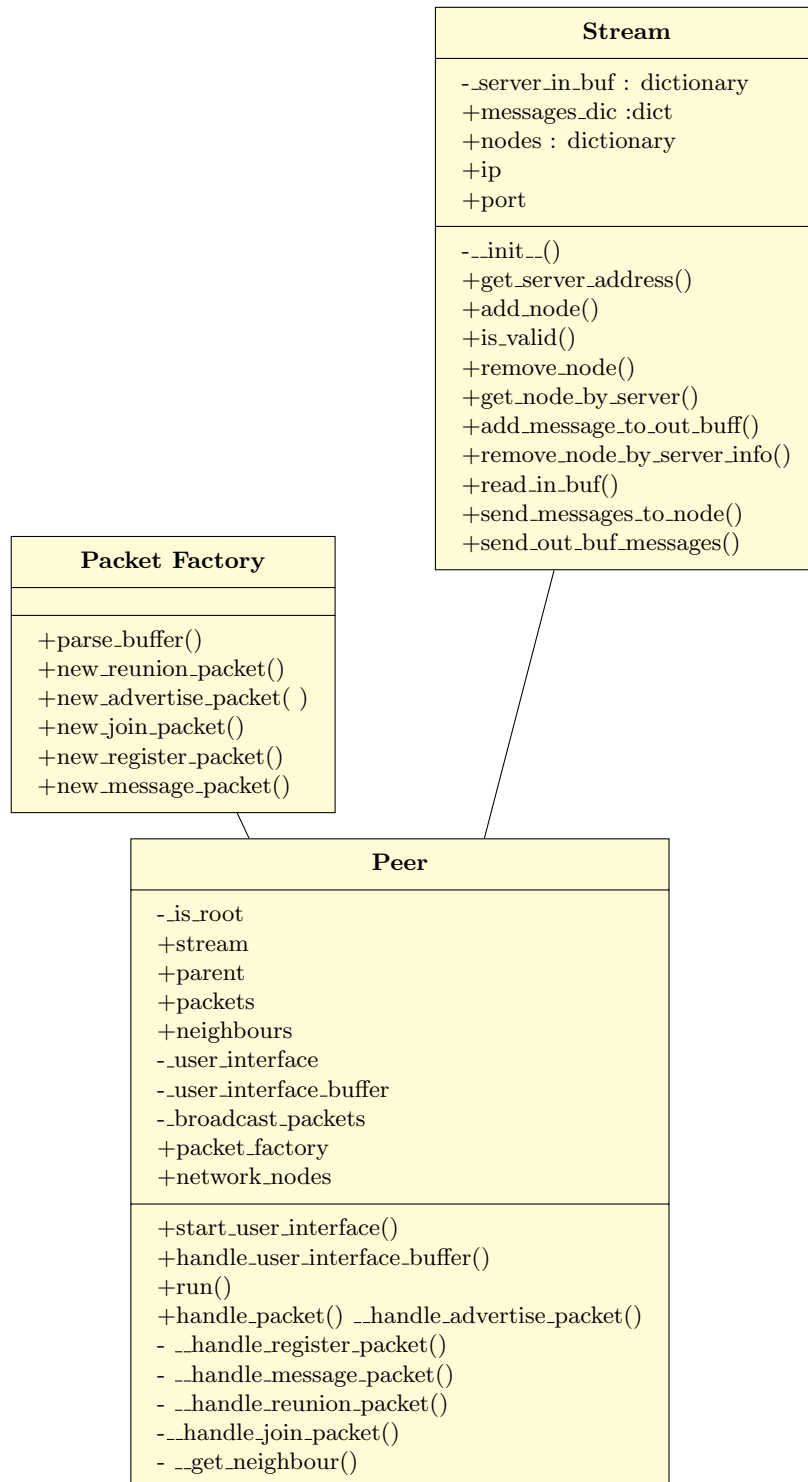 Stream
-_server_in_buf : dictionary
+messages_dic :dict
+nodes : dictionary
+ip
+port
-__init__()
+get_server_address()
+add_node()
+is_valid()
+remove_node()
+get_node_by_server()
+add_message_to_out_buff()
+remove_node_by_server_info()
+read_in_buf()
+send_messages_to_node()
+send_out_buf_messages()
Packet Factory
+parse_buffer()
+new_reunion_packet()
+new_advertise_packet( )
+new_join_packet()
+new_register_packet()
+new_message_packet()
Peer
-_is_root
+stream
+parent
+packets
+neighbours
-_user_interface
-_user_interface_buffer
-_broadcast_packets
+packet_factory
+network_nodes
+start_user_interface()
+handle_user_interface_buffer()
+run()
+handle_packet() __handle_advertise_packet()
- __handle_register_packet()
- __handle_message_packet()
- __handle_reunion_packet()
-__handle_join_packet()
- __get_neighbour()